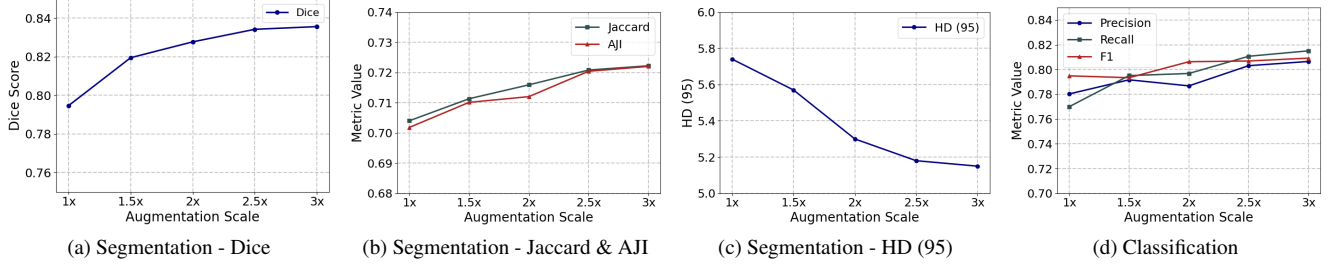 Dice Score
0.84
0.82
0.80
0.78
0.76
Dice
1x 1.5x 2x 2.5x 3x
Augmentation Scale
(a) Segmentation - Dice
Metric Value
0.74
0.73
0.72
0.71
0.70
0.69
0.68
Jaccard
AJI
1x 1.5x 2x 2.5x 3x
Augmentation Scale
(b) Segmentation - Jaccard & AJI
HD (95)
6.0
5.8
5.6
5.4
5.2
5.0
HD (95)
1x 1.5x 2x 2.5x 3x
Augmentation Scale
(c) Segmentation - HD (95)
Metric Value
0.84
0.82
0.80
0.78
0.76
0.74
0.72
0.70
Precision
Recall
F1
1x 1.5x 2x 2.5x 3x
Augmentation Scale
(d) Classification